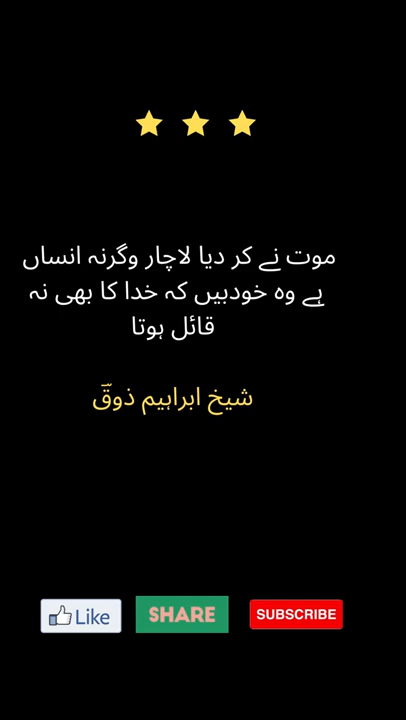 موت نے کر دیا لاچار وگرنہ انساں
ہے وہ خودبیں کہ خدا کا بھی نہ
قائل ہوتا
شیخ ابراہیم ذوقؔ
Like SHARE SUBSCRIBE